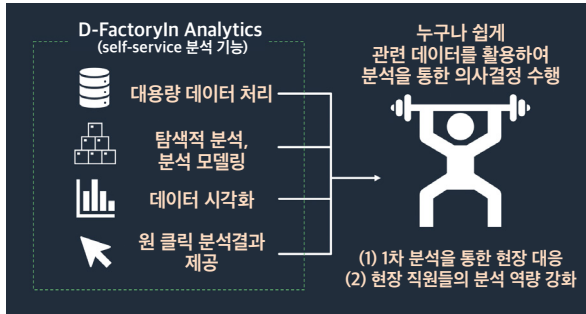 D-FactoryIn Analytics
(self-service 분석 기능)
대용량 데이터 처리
탐색적 분석,
분석 모델링
데이터 시각화
원 클릭 분석결과
제공
누구나 쉽게
관련 데이터를 활용하여
분석을 통한 의사결정 수행
(1) 1차 분석을 통한 현장 대응
(2) 현장 직원들의 분석 역량 강화